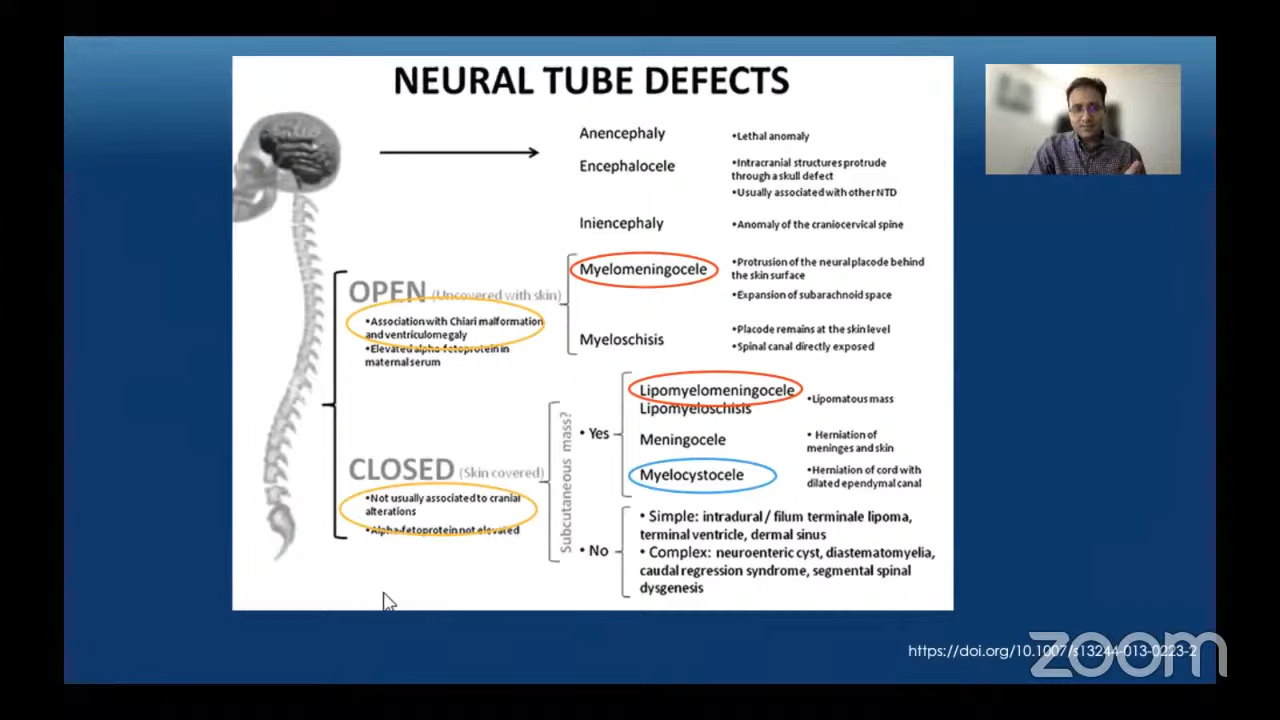 NEURAL TUBE DEFECTS
Anencephaly
•Lethal anomaly
Encephalocele
•Intracranial structures protrude
through a skull defect
•Usually associated with other NTD
Iniencephaly
•Anomaly of the craniocervical spine
OPEN (Uncovered with skin)
•Association with Chiari malformation
and ventriculomegaly
•Elevated alpha-fetoprotein in
maternal serum
Myelomeningocele
•Protrusion of the neural placode behind
the skin surface
•Expansion of subarachnoid space
Myeloschisis
•Placode remains at the skin level
•Spinal canal directly exposed
CLOSED (Skin covered)
•Not usually associated to cranial
alterations
•Alpha-fetoprotein not elevated
Subcutaneous mass?
• Yes
Lipomyelomeningocele
Lipomyeloschisis
•Lipomatous mass
Meningocele
• Herniation of
meninges and skin
Myelocystocele
•Herniation of cord with
dilated ependymal canal
• No
• Simple: intradural / filum terminale lipoma,
terminal ventricle, dermal sinus
• Complex: neuroenteric cyst, diastematomyelia,
caudal regression syndrome, segmental spinal
dysgenesis
https://doi.org/10.1007/s13244-013-0223-2
zoom